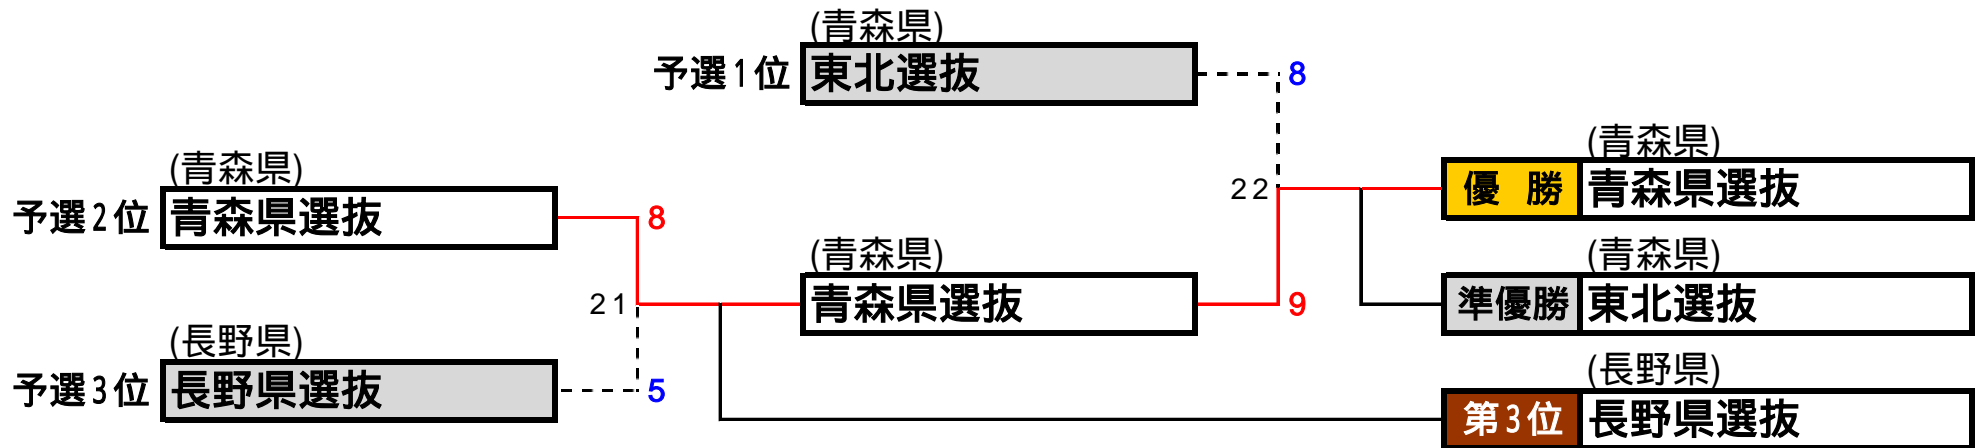 (青森県)
予選1位 東北選抜 8
(青森県)
予選2位 青森県選抜 8
21
(長野県)
予選3位 長野県選抜 5
(青森県)
青森県選抜 9
22
(青森県)
優 勝 青森県選抜
(青森県)
準優勝 東北選抜
(長野県)
第3位 長野県選抜